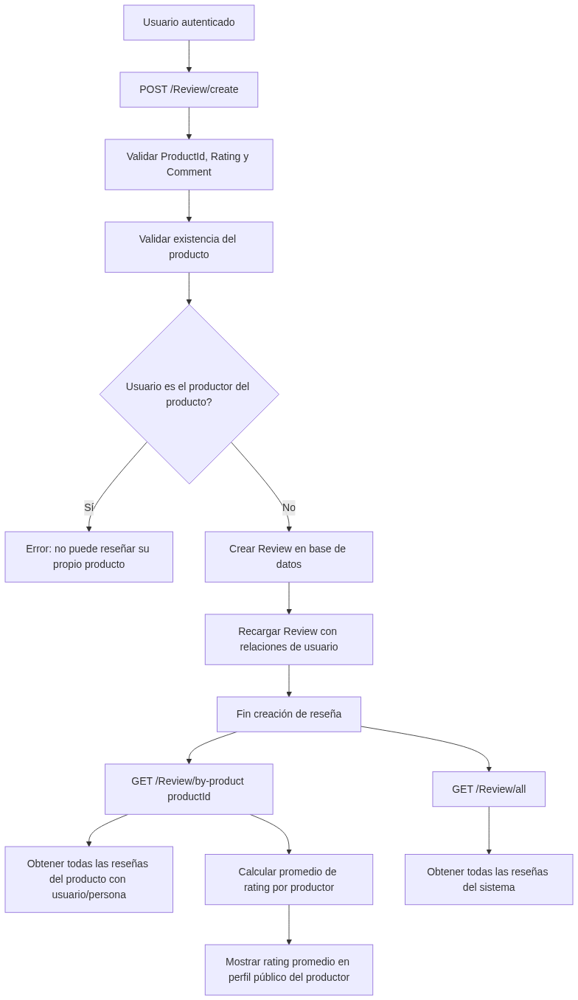 Usuario autenticado
POST /Review/create
Validar ProductId, Rating y
Comment
Validar existencia del
producto
Usuario es el productor del
producto?
Sí
No
Error: no puede reseñar su
propio producto
Crear Review en base de
datos
Recargar Review con
relaciones de usuario
Fin creación de reseña
GET /Review/by-product
productId
GET /Review/all
Obtener todas las reseñas
del producto con
usuario/persona
Calcular promedio de
rating por productor
Obtener todas las reseñas
del sistema
Mostrar rating promedio en
perfil público del productor